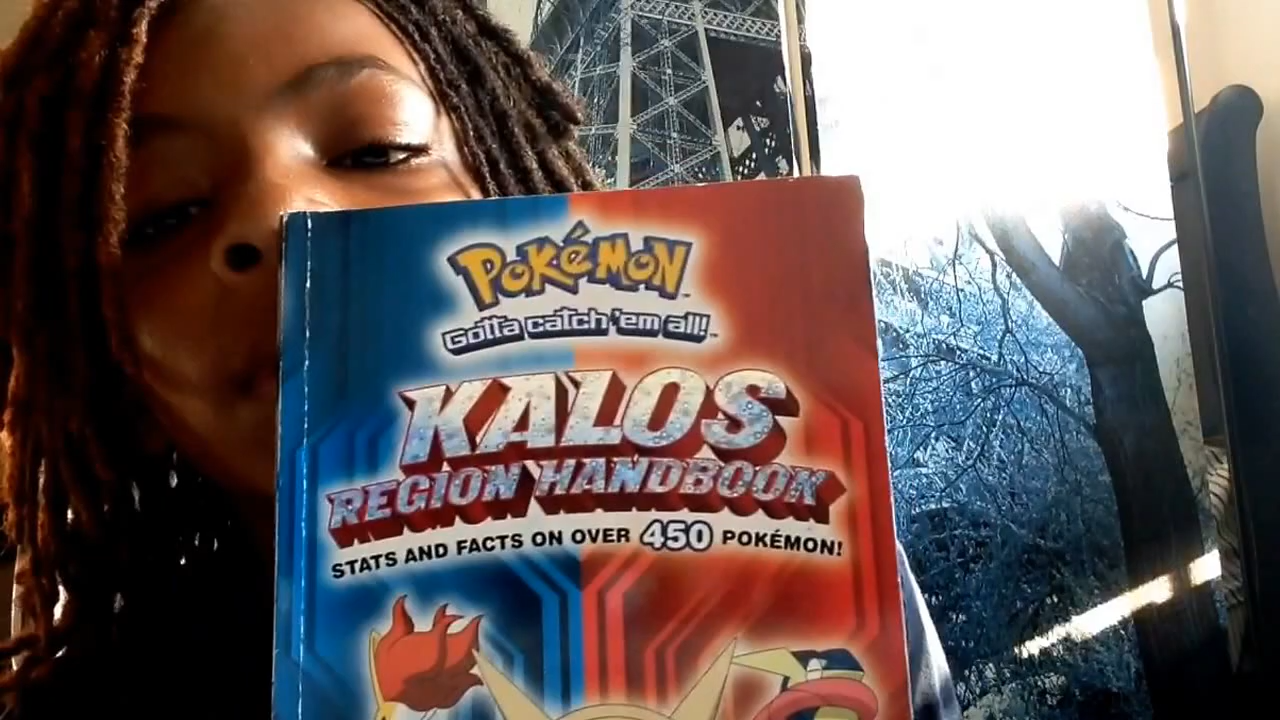 POKéMON
Gotta catch 'em all!
KALOS
REGION HANDBOOK
STATS AND FACTS ON OVER 450 POKÉMON!